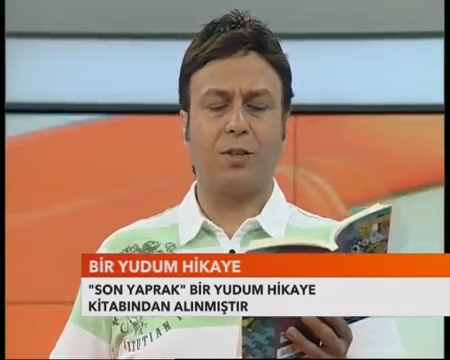 BİR YUDUM HİKAYE
"SON YAPRAK" BİR YUDUM HİKAYE
KİTABINDAN ALINMIŞTIR